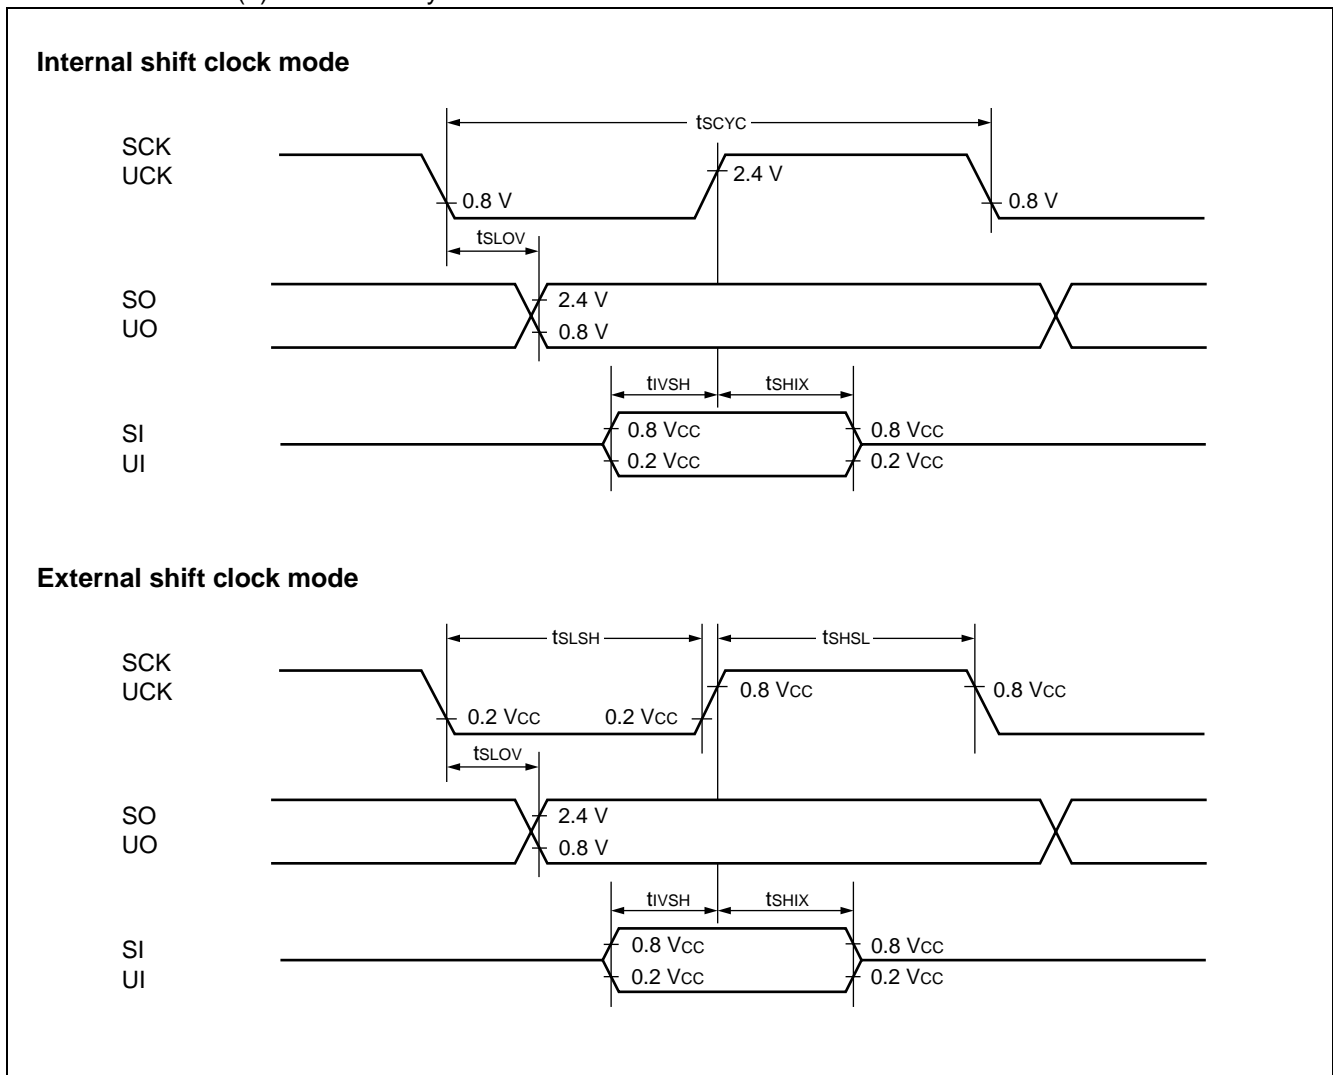 Internal shift clock mode
tSCYC
SCK
UCK
2.4 V
0.8 V
0.8 V
tSLOV
SO
UO
2.4 V
0.8 V
tIVSH
tSHIX
SI
UI
0.8 VCC
0.8 VCC
0.2 VCC
0.2 VCC
External shift clock mode
tSLSH
tSHSL
SCK
UCK
0.8 VCC
0.8 VCC
0.2 VCC
0.2 VCC
tSLOV
SO
UO
2.4 V
0.8 V
tIVSH
tSHIX
SI
UI
0.8 VCC
0.8 VCC
0.2 VCC
0.2 VCC